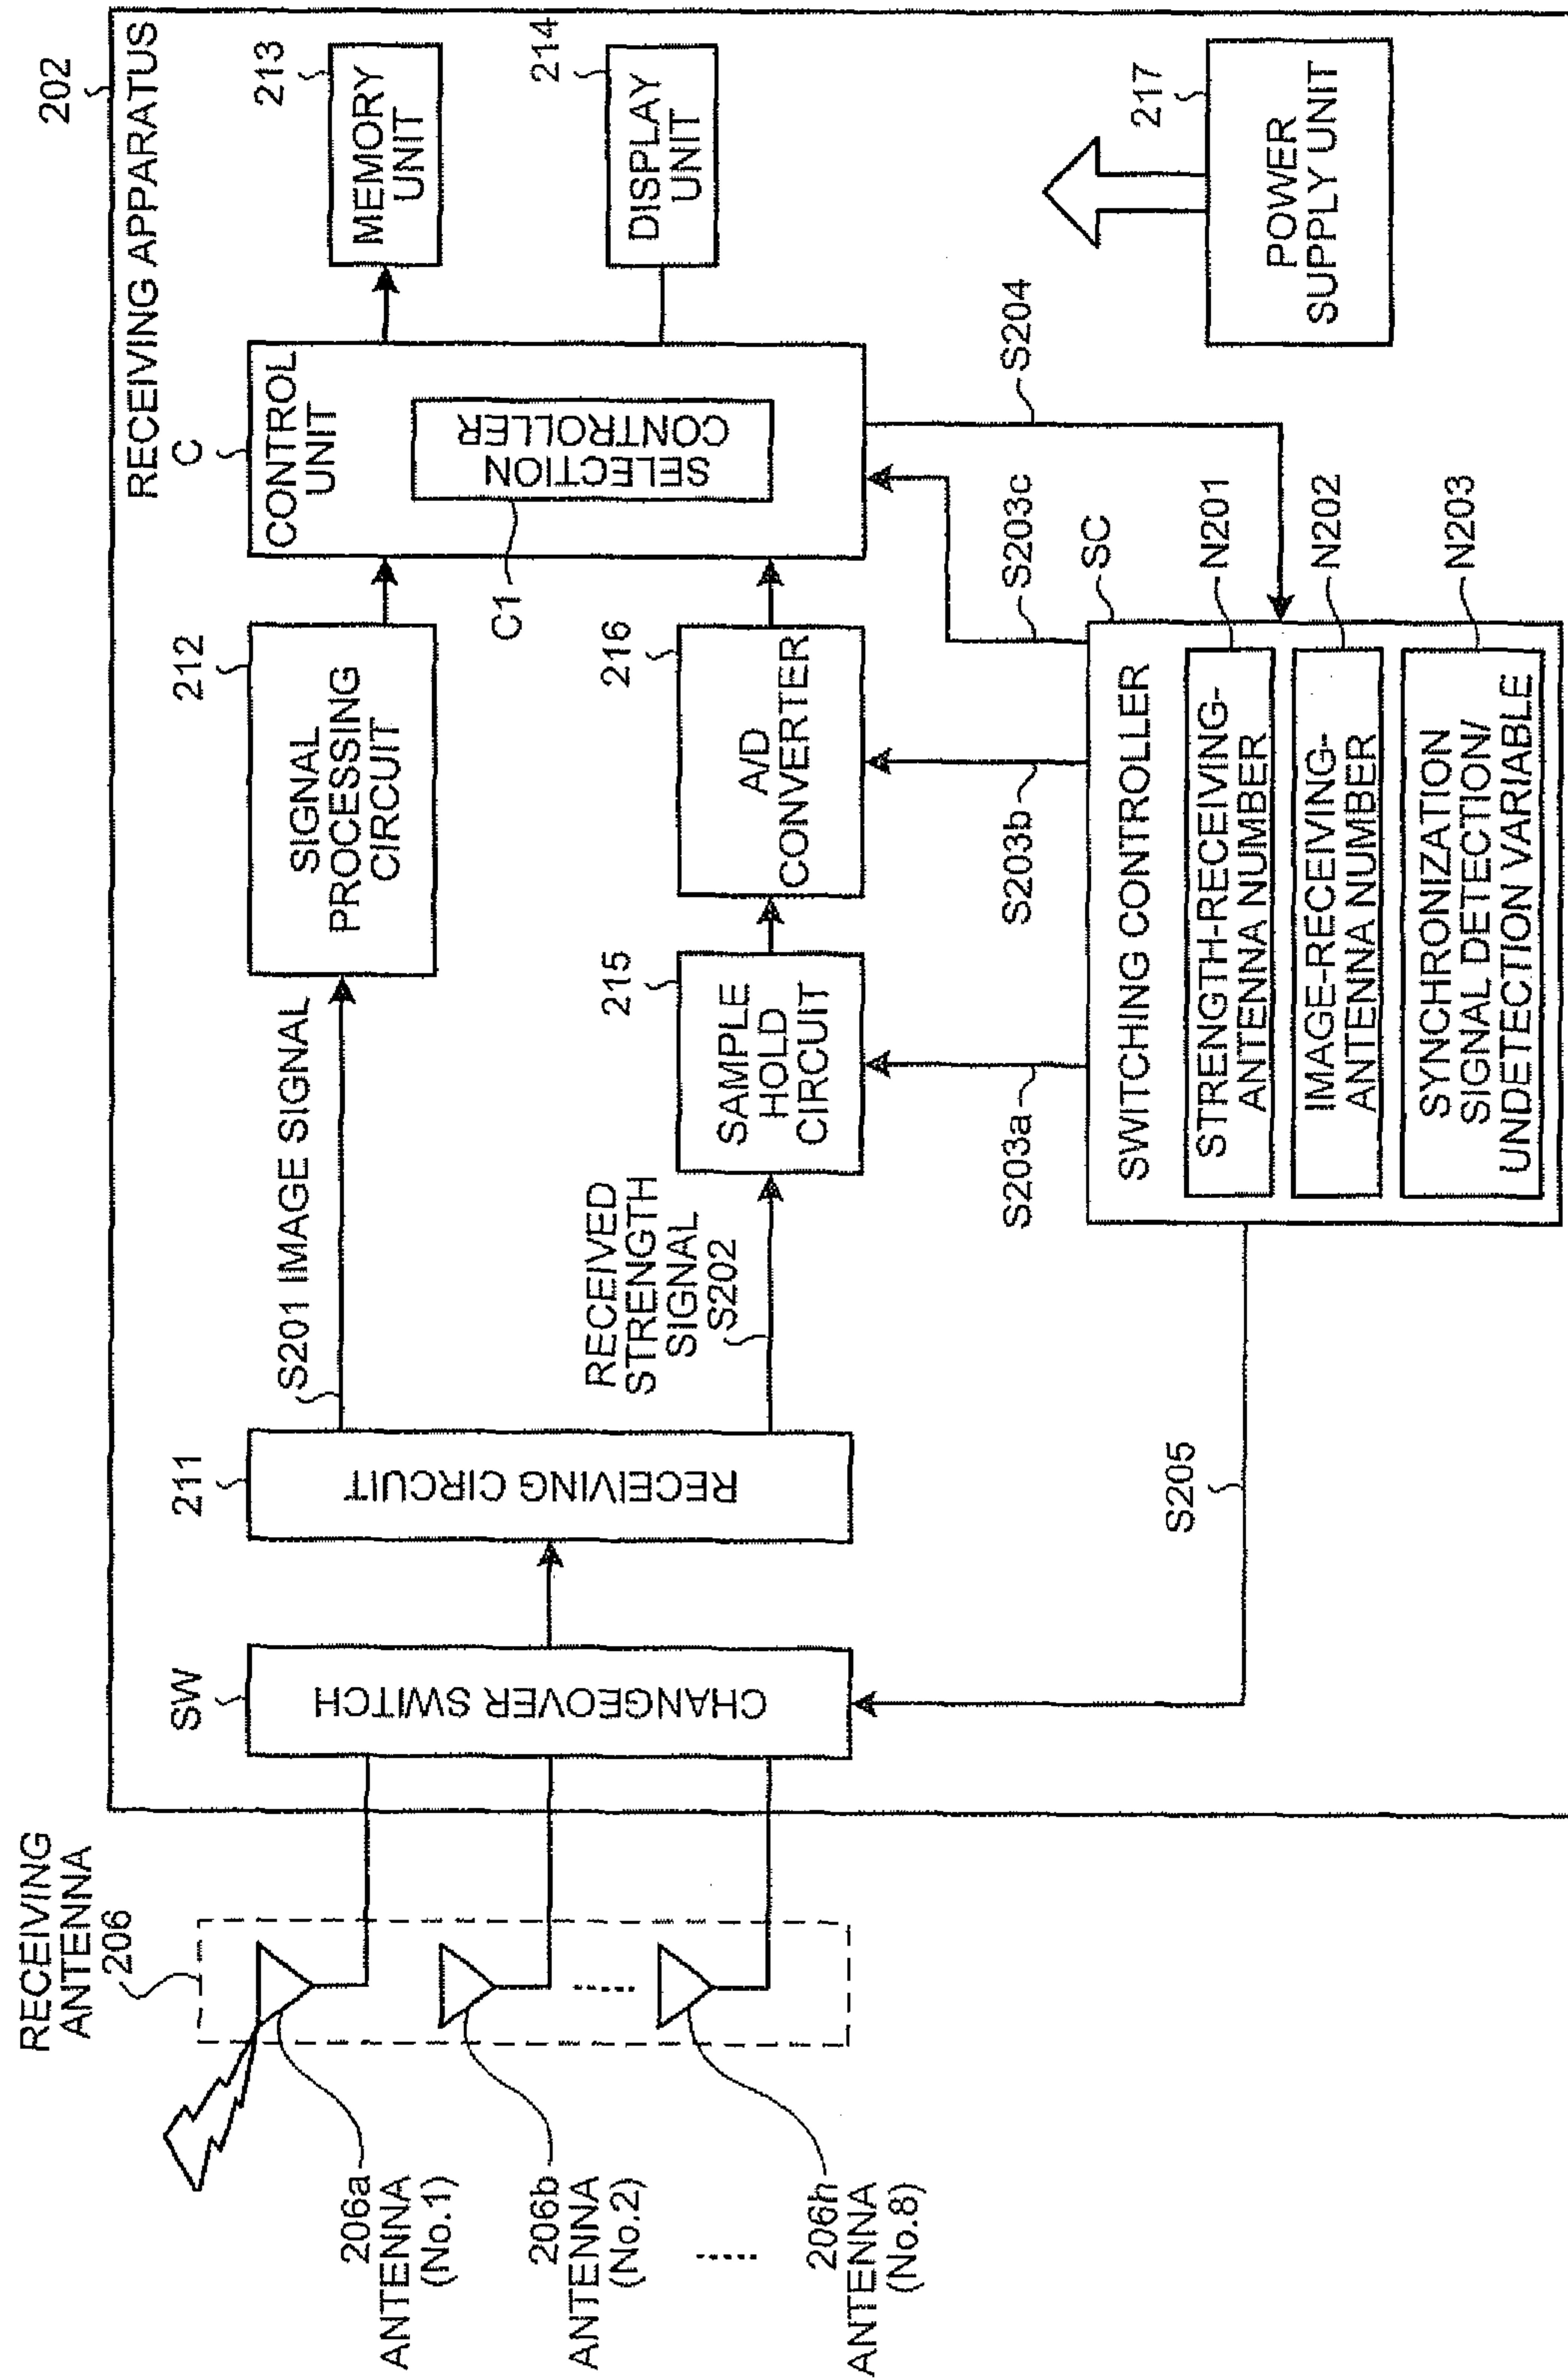 202
RECEIVING APPARATUS
RECEIVING
ANTENNA
206
206a
ANTENNA
(No.1)
206b
ANTENNA
(No.2)
206h
ANTENNA
(No.8)
SW
CHANGEOVER SWITCH
211
RECEIVING CIRCUIT
S201 IMAGE SIGNAL
RECEIVED
STRENGTH
SIGNAL
S202
212
SIGNAL
PROCESSING
CIRCUIT
215
SAMPLE
HOLD
CIRCUIT
216
A/D
CONVERTER
C
CONTROL
UNIT
SELECTION
CONTROLLER
C1
213
MEMORY
UNIT
214
DISPLAY
UNIT
S203a
S203b
S203c
S204
S205
SC
SWITCHING CONTROLLER
N201
STRENGTH-RECEIVING-
ANTENNA NUMBER
N202
IMAGE-RECEIVING-
ANTENNA NUMBER
N203
SYNCHRONIZATION
SIGNAL DETECTION/
UNDETECTION VARIABLE
217
POWER
SUPPLY UNIT